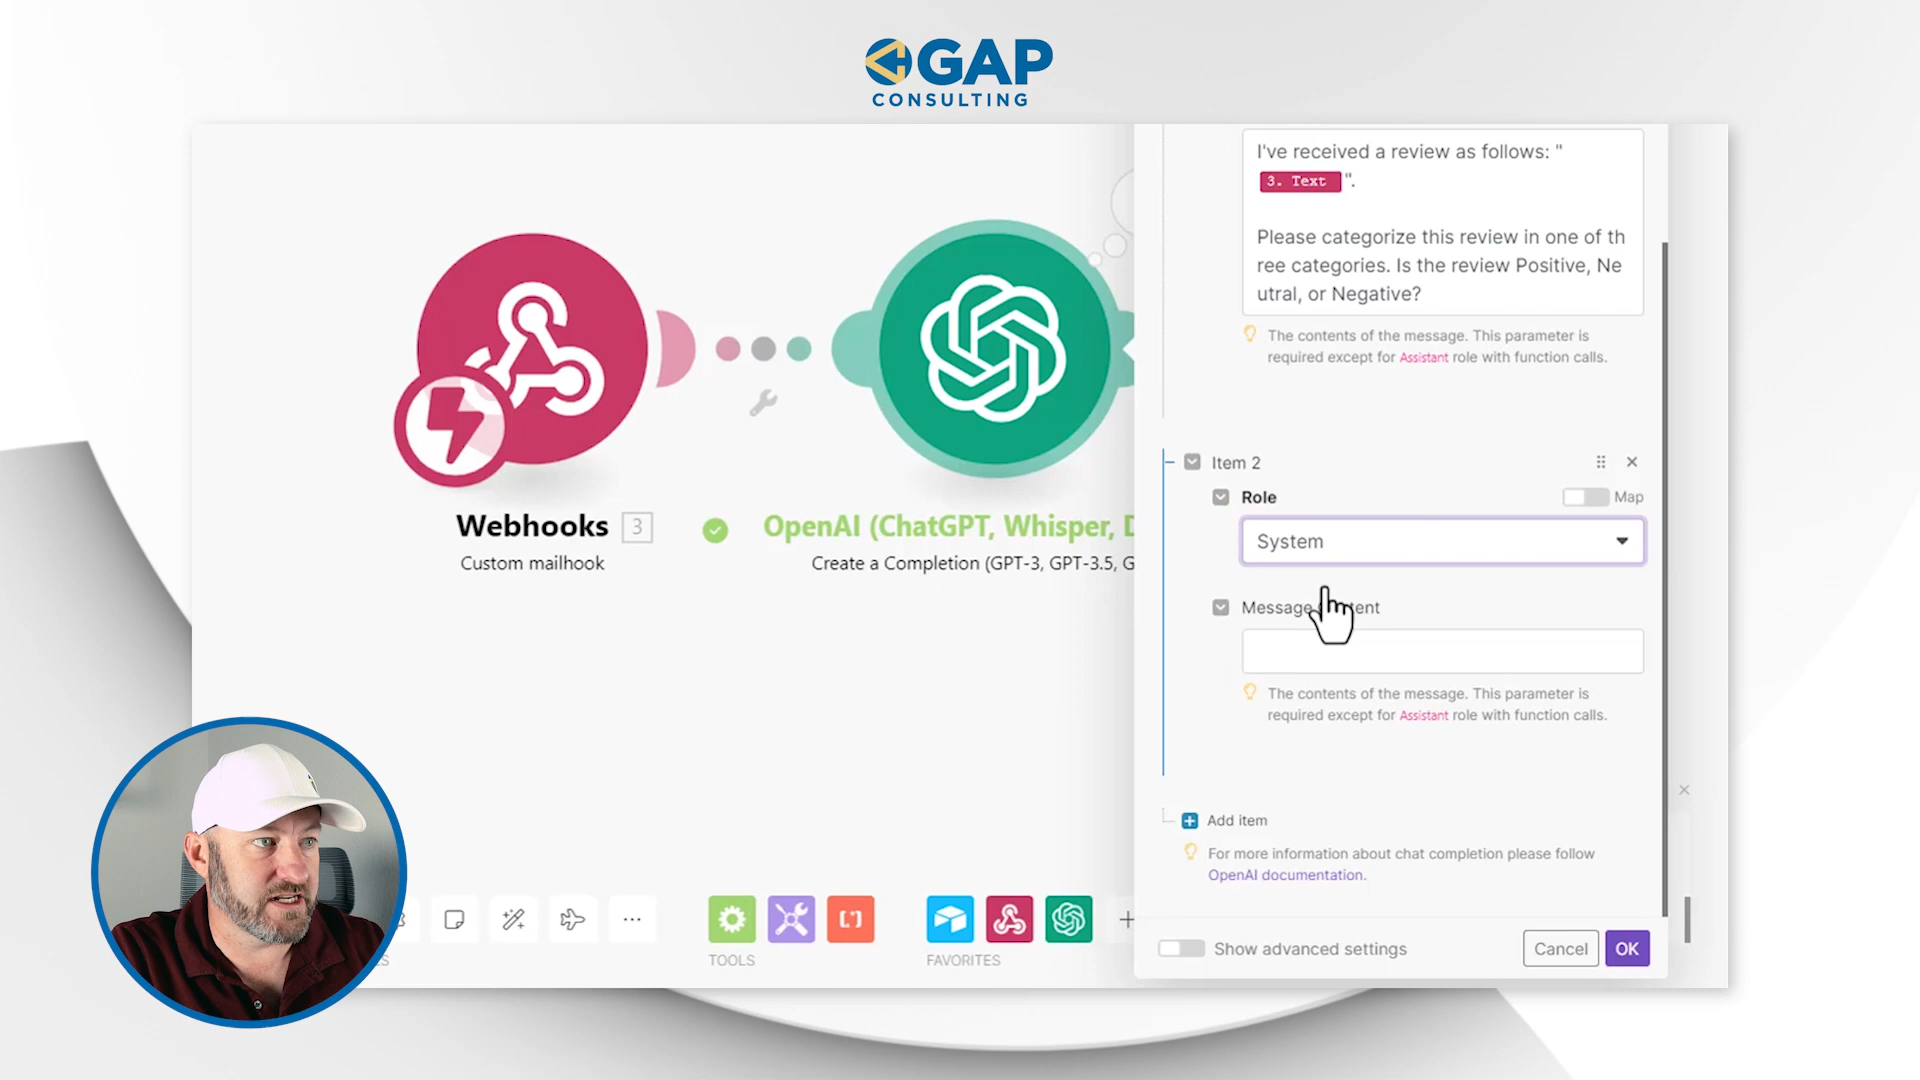 GAP
CONSULTING
I've received a review as follows: "
3. Text ".
Please categorize this review in one of th
ree categories. Is the review Positive, Ne
utral, or Negative?
The contents of the message. This parameter is
required except for Assistant role with function calls.
Item 2
Role
Map
System
Message
The contents of the message. This parameter is
required except for Assistant role with function calls.
Add item
For more information about chat completion please follow
OpenAI documentation.
Show advanced settings
Cancel
OK
Webhooks 3
Custom mailhook
OpenAI (ChatGPT, Whisper, D
Create a Completion (GPT-3, GPT-3.5, G
TOOLS
FAVORITES